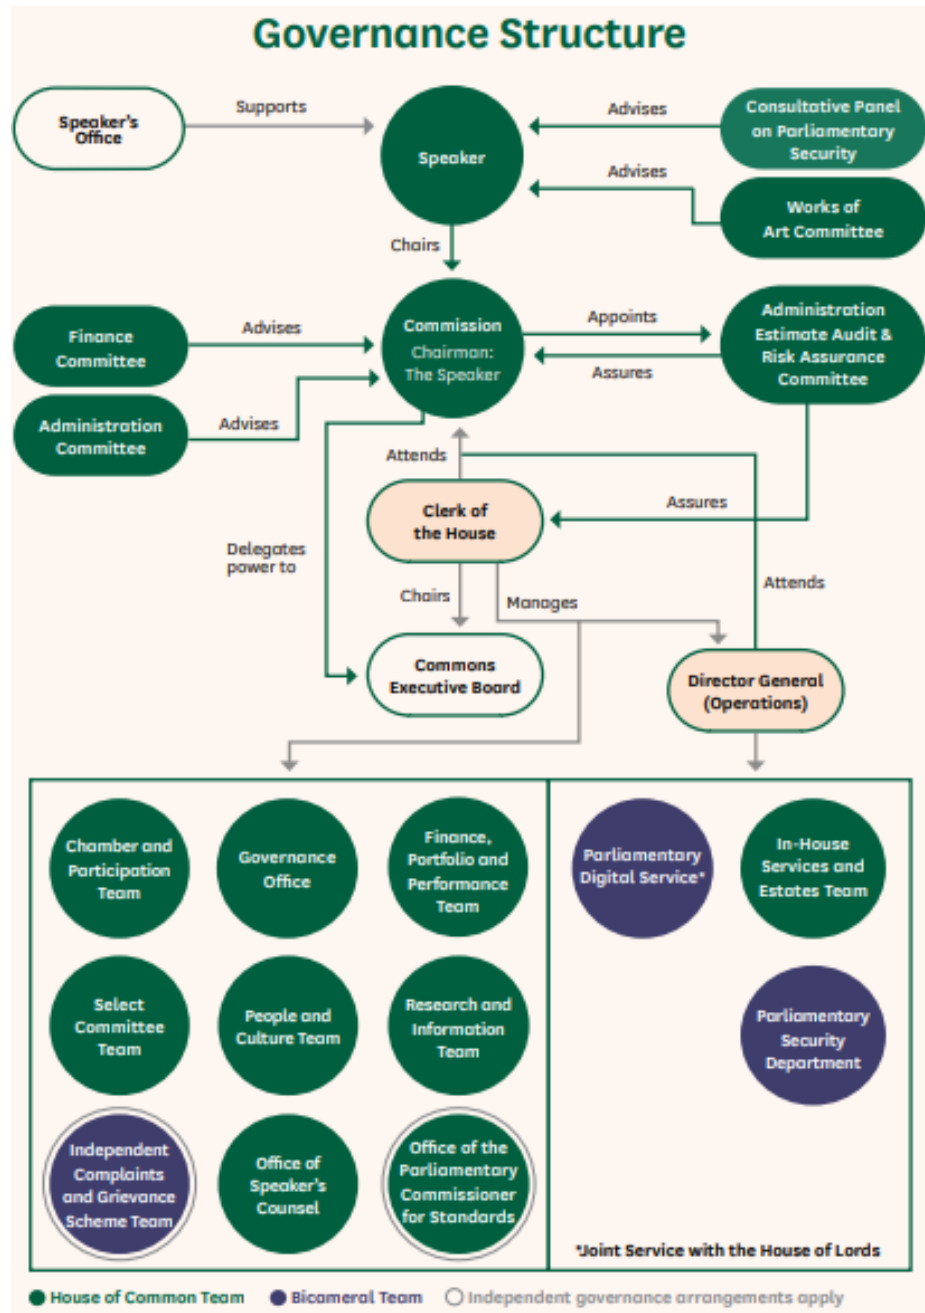 Governance Structure
Speaker's
Office
Supports
Speaker
Advises
Consultative Panel
on Parliamentary
Security
Advises
Works of
Art Committee
Chairs
Finance
Committee
Advises
Commission
Chairman:
The Speaker
Appoints
Assures
Administration
Estimate Audit &
Risk Assurance
Committee
Administration
Committee
Advises
Attends
Clerk of
the House
Assures
Delegates
power to
Chairs
Manages
Attends
Commons
Executive Board
Director General
(Operations)
Chamber and
Participation
Team
Governance
Office
Finance,
Portfolio and
Performance
Team
Parliamentary
Digital Service*
In-House
Services and
Estates Team
Select
Committee
Team
People and
Culture Team
Research and
Information
Team
Parliamentary
Security
Department
Independent
Complaints
and Grievance
Scheme Team
Office of
Speaker's
Counsel
Office of the
Parliamentary
Commissioner
for Standards
*Joint Service with the House of Lords
House of Common Team
Bicameral Team
Independent governance arrangements apply